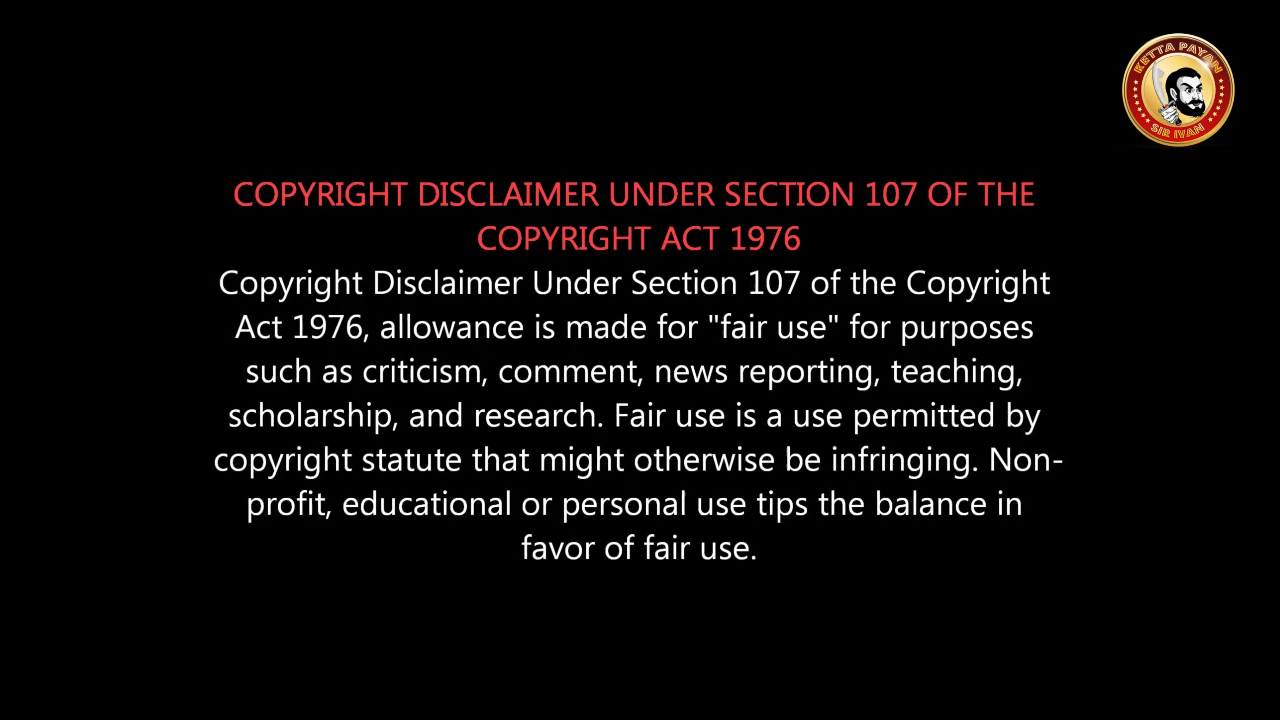 KETTA PAYAN
SIR IVAN
COPYRIGHT DISCLAIMER UNDER SECTION 107 OF THE
COPYRIGHT ACT 1976
Copyright Disclaimer Under Section 107 of the Copyright
Act 1976, allowance is made for "fair use" for purposes
such as criticism, comment, news reporting, teaching,
scholarship, and research. Fair use is a use permitted by
copyright statute that might otherwise be infringing. Non-
profit, educational or personal use tips the balance in
favor of fair use.